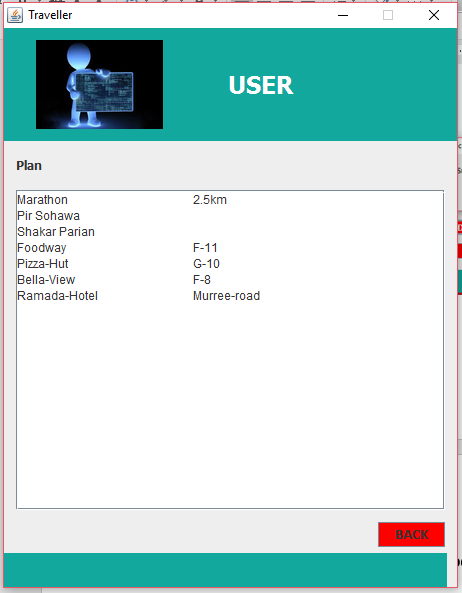 Traveller
USER
Plan
Marathon 2.5km
Pir Sohawa
Shakar Parian
Foodway F-11
Pizza-Hut G-10
Bella-View F-8
Ramada-Hotel Murree-road
BACK